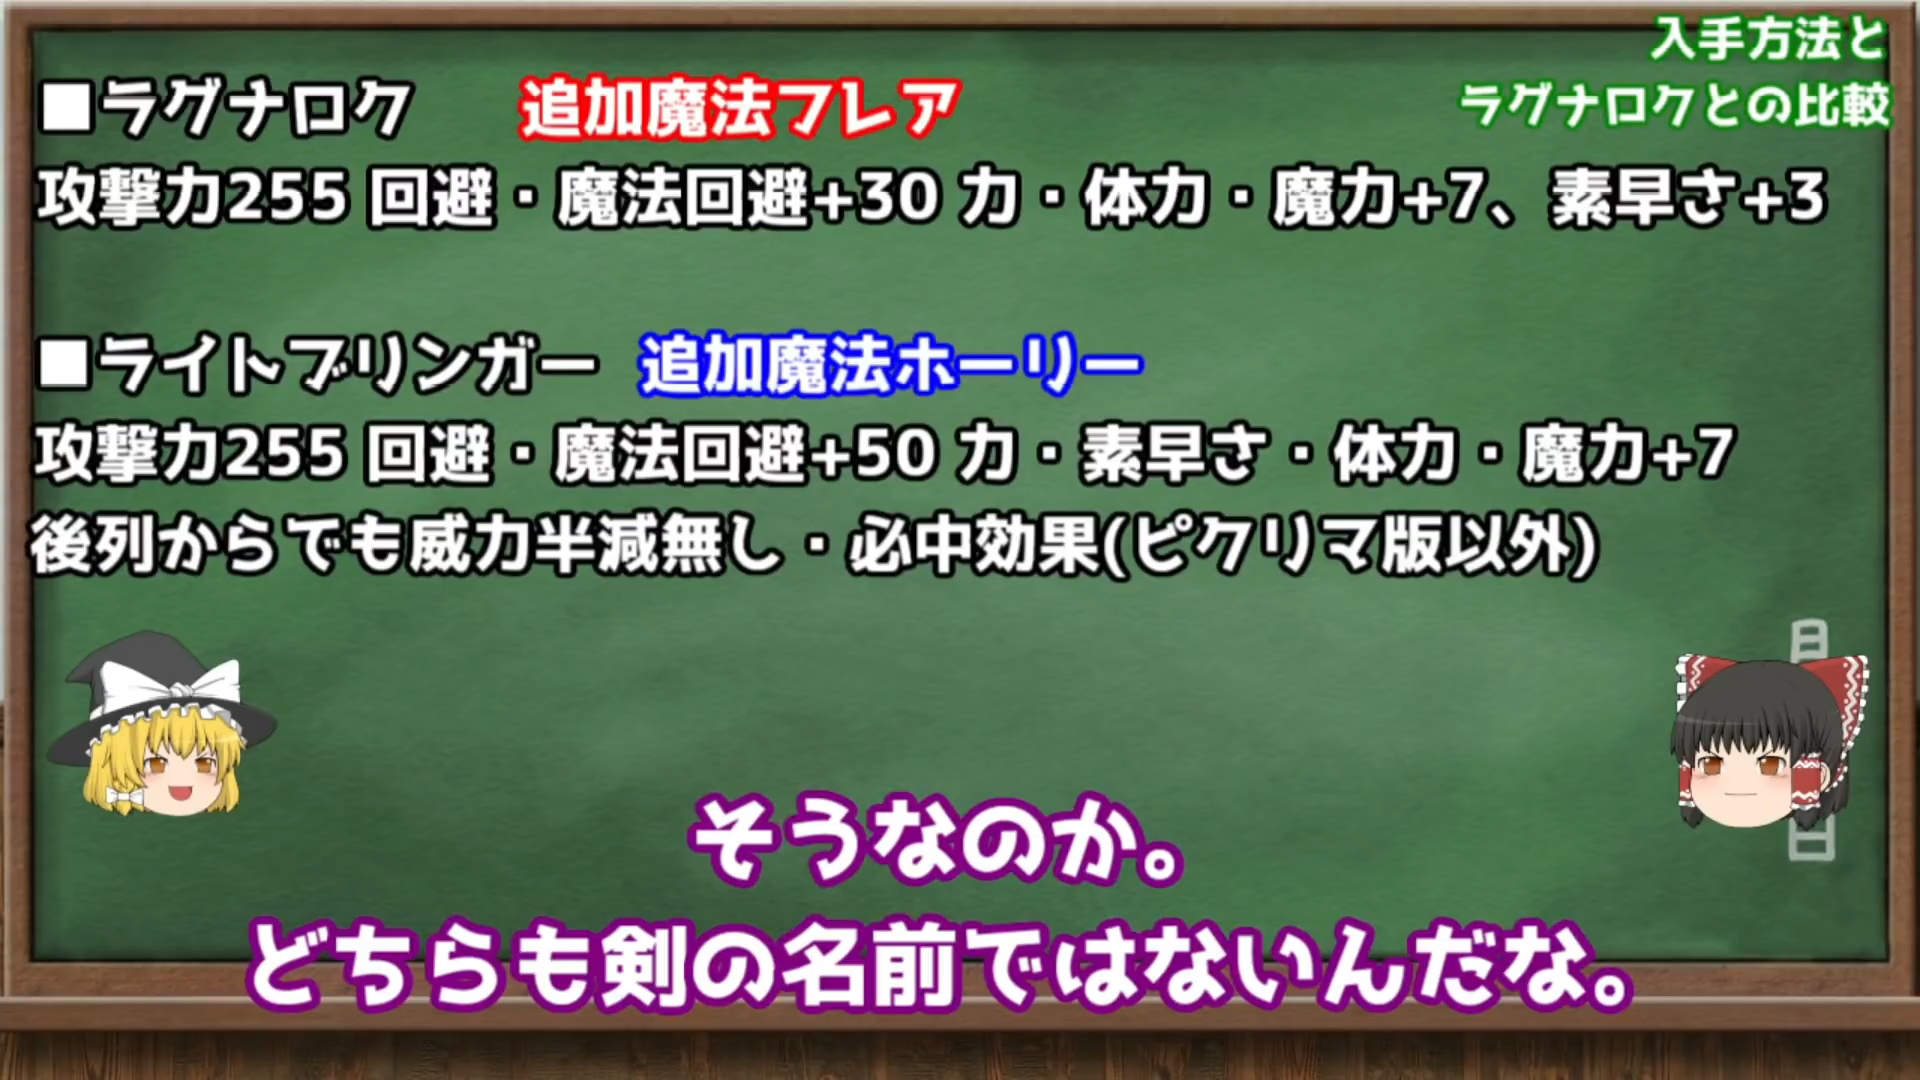 入手方法と
ラグナロクとの比較
■ラグナロク 追加魔法フレア
攻撃力255 回避・魔法回避+30 力・体力・魔力+7、素早さ+3
■ライトブリンガー 追加魔法ホーリー
攻撃力255 回避・魔法回避+50 力・素早さ・体力・魔力+7
後列からでも威力半減無し・必中効果(ピクリマ版以外)
日
日
そうなのか。
どちらも剣の名前ではないんだな。